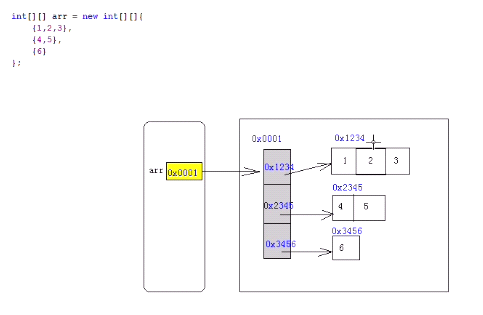 int[][] arr = new int[][]{
{1,2,3},
{4,5},
{6}
};
0x0001
0x1234
arr 0x0001
0x1234
1 2 3
0x2345
0x2345
4 5
0x3456
0x3456
6